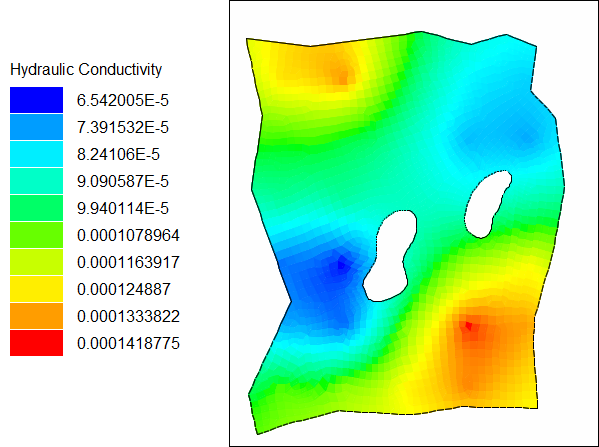 Hydraulic Conductivity
6.542005E-5
7.391532E-5
8.24106E-5
9.090587E-5
9.940114E-5
0.0001078964
0.0001163917
0.000124887
0.0001333822
0.0001418775